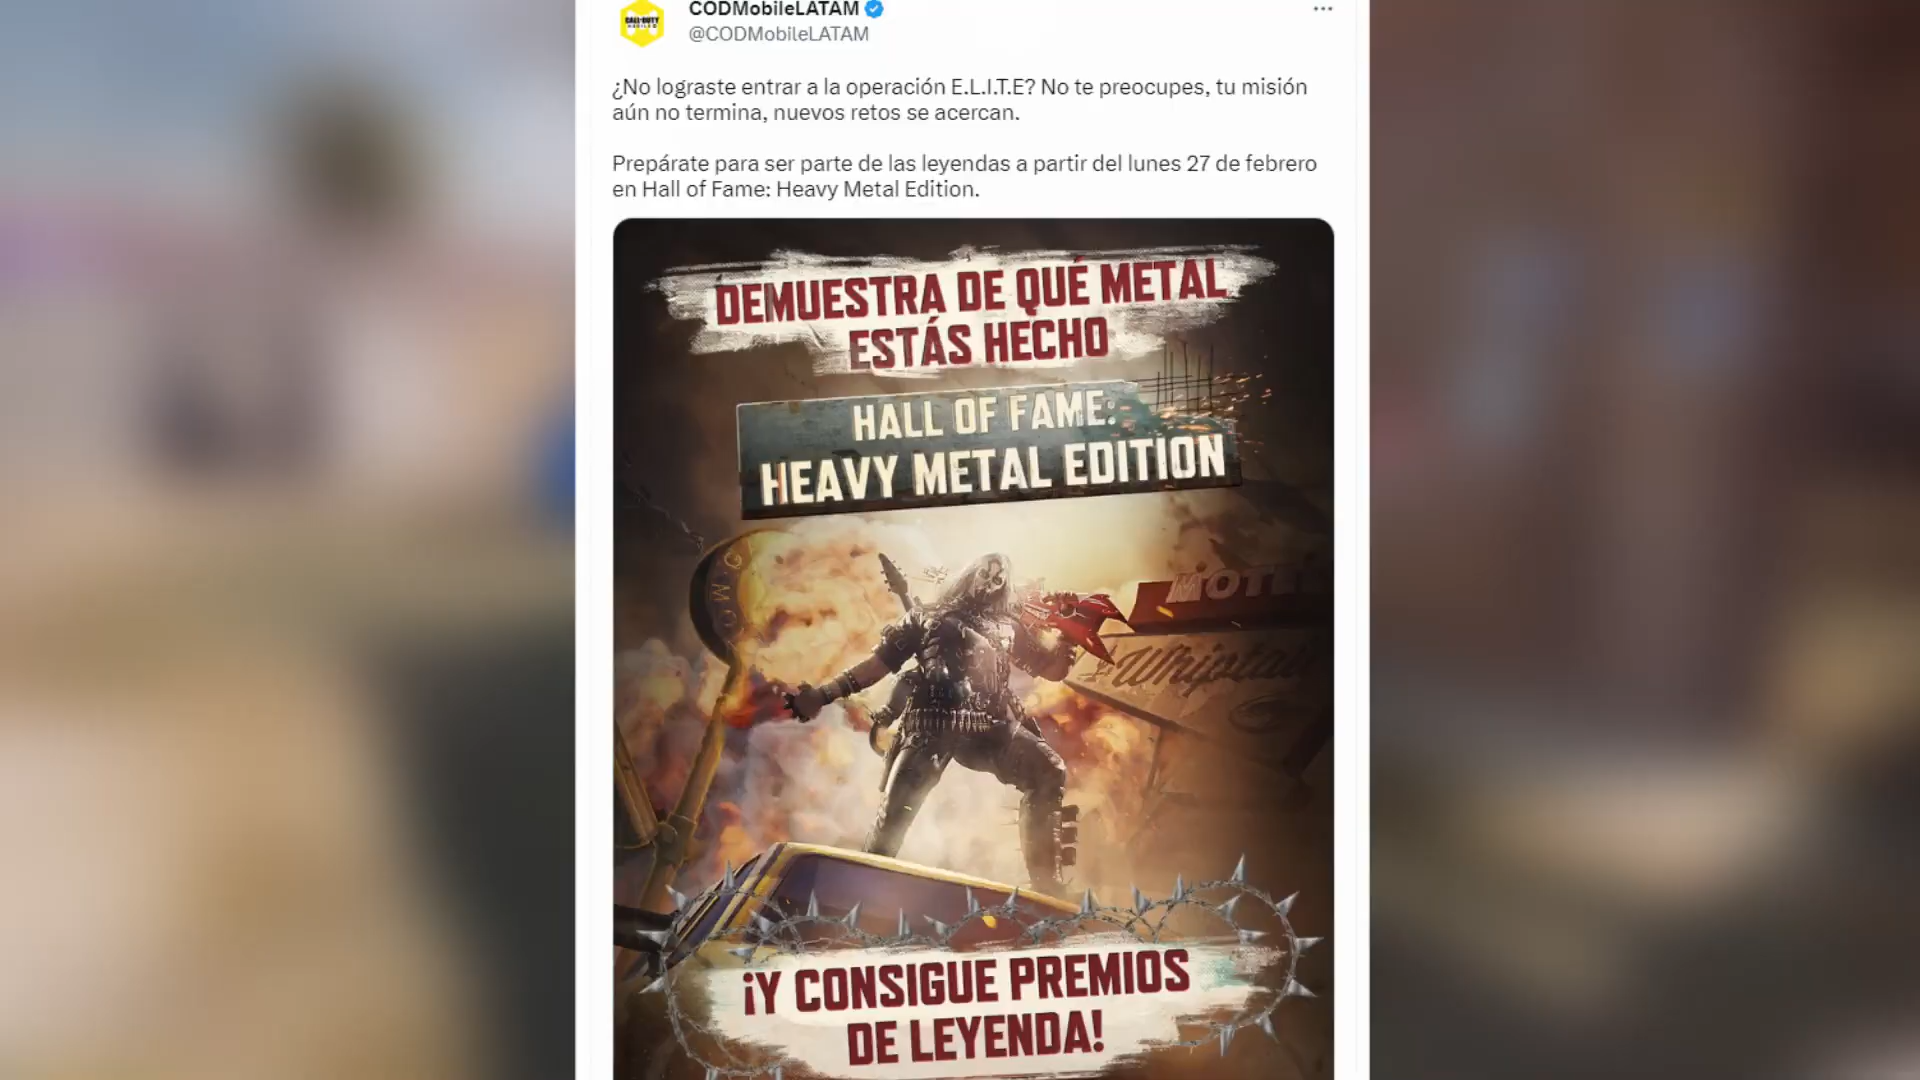 CODMobileLATAM
@CODMobileLATAM
¿No lograste entrar a la operación E.L.I.T.E? No te preocupes, tu misión
aún no termina, nuevos retos se acercan.
Prepárate para ser parte de las leyendas a partir del lunes 27 de febrero
en Hall of Fame: Heavy Metal Edition.
DEMUESTRA DE QUÉ METAL
ESTÁS HECHO
HALL OF FAME:
HEAVY METAL EDITION
¡Y CONSIGUE PREMIOS
DE LEYENDA!